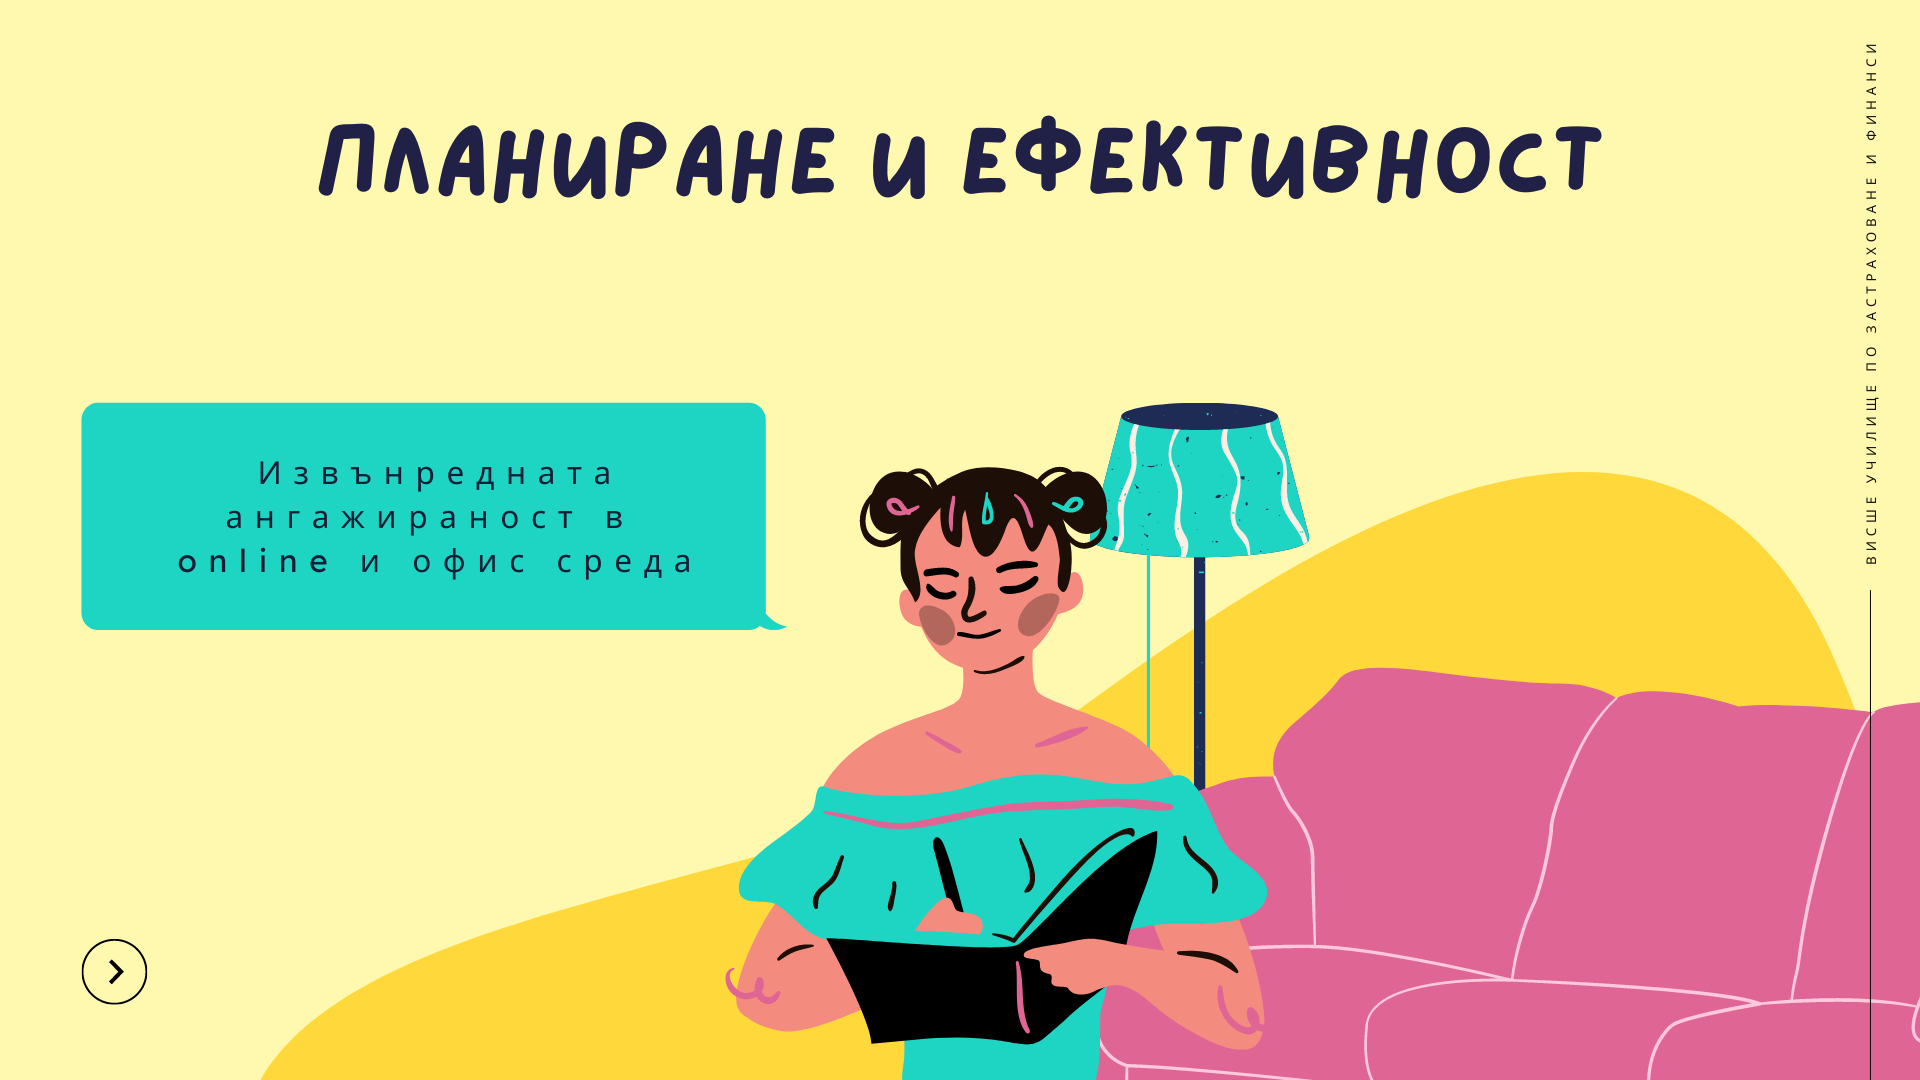 ПЛАНИРАНЕ И ЕФЕКТИВНОСТ
Извънредната
ангажираност в
online и офис среда
ВИСШЕ УЧИЛИЩЕ ПО ЗАСТРАХОВАНЕ И ФИНАНСИ